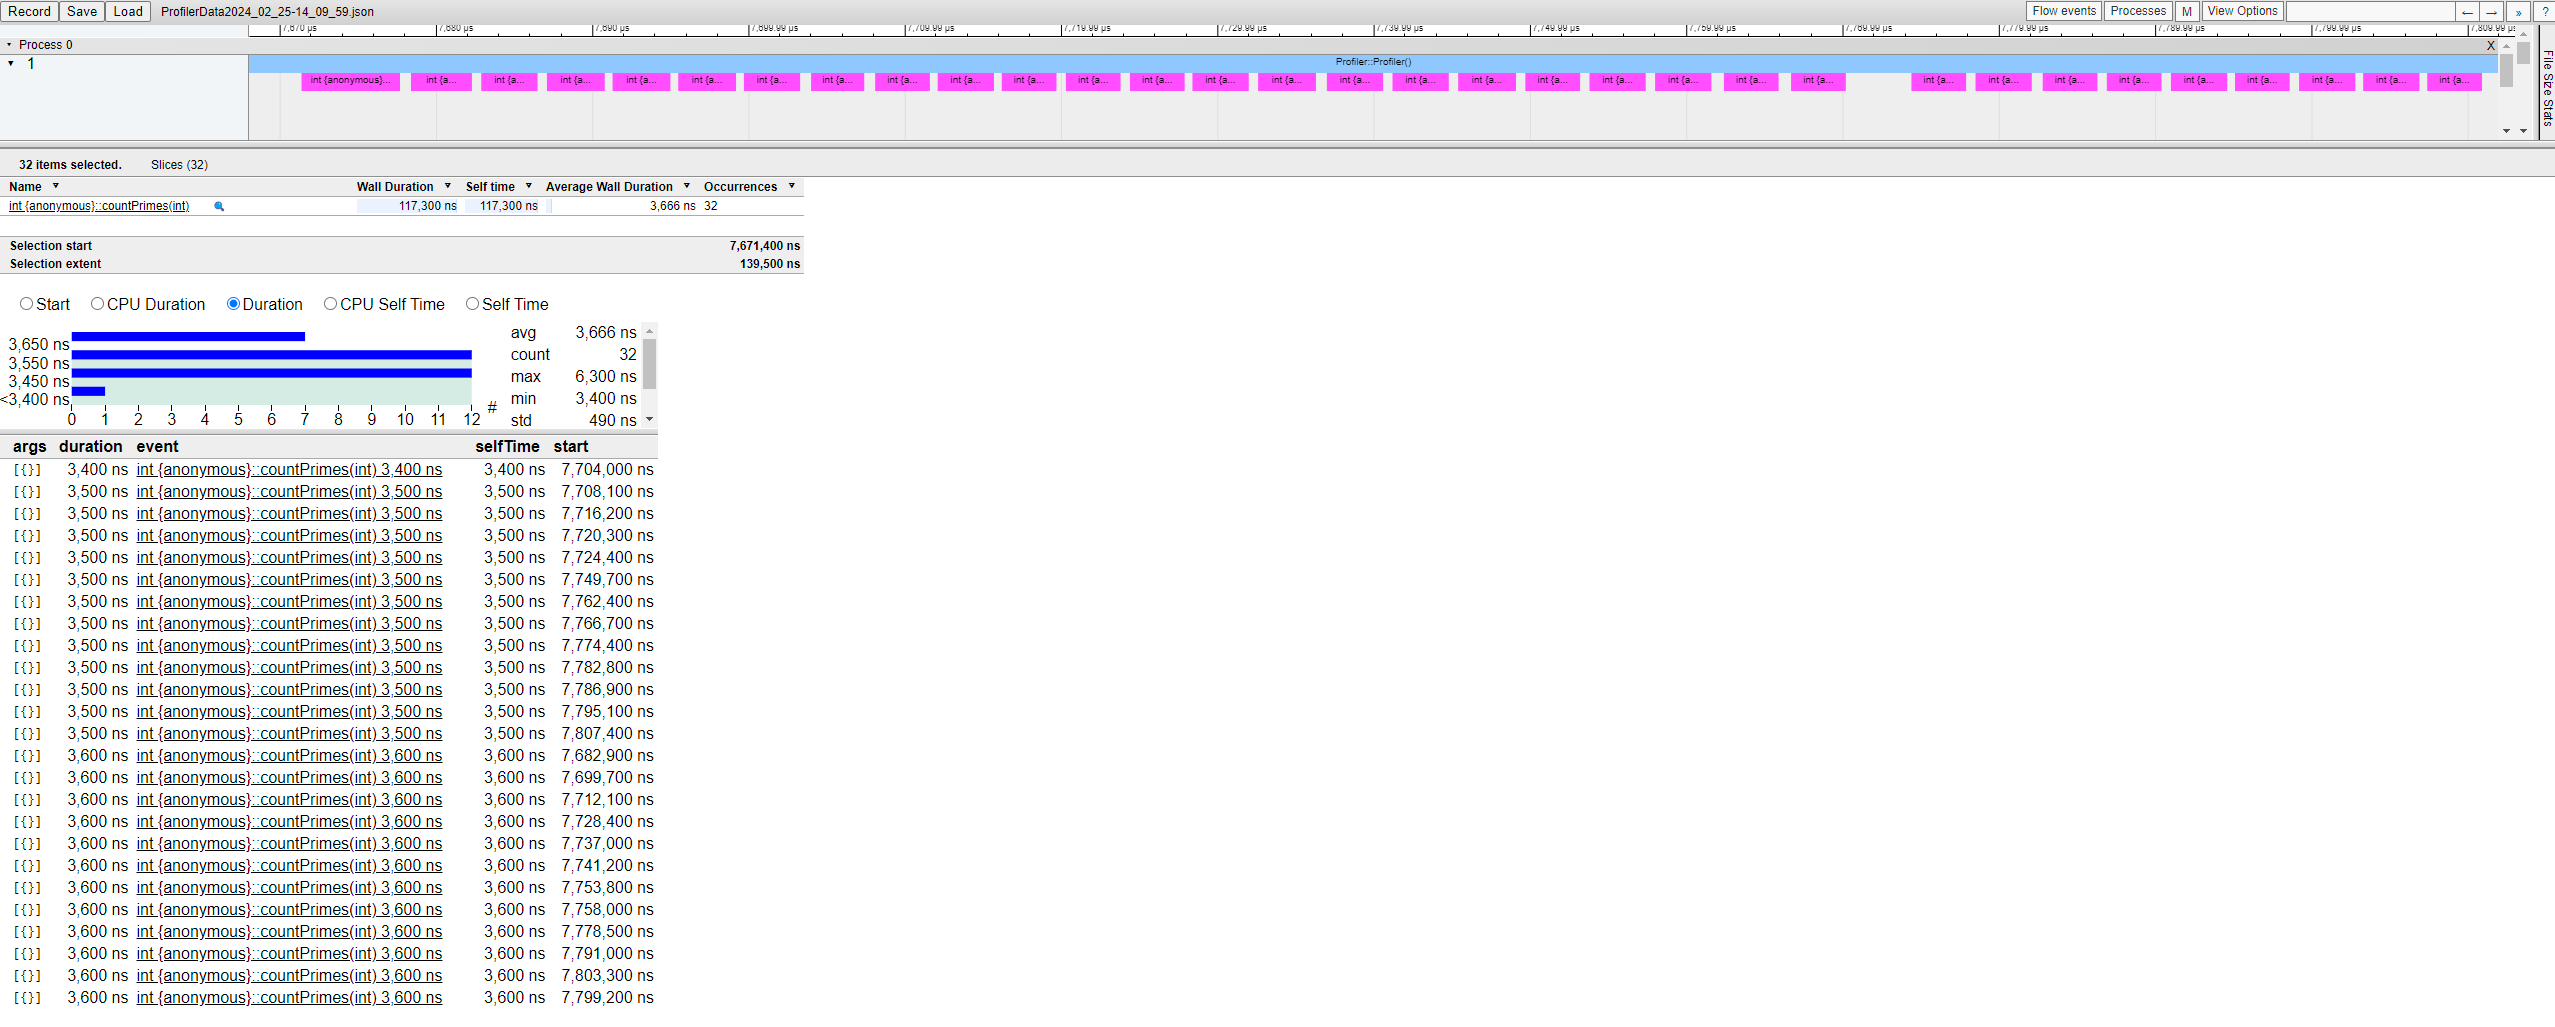 Record Save Load ProfilerData2024_02_25-14_09_59.json Flow events Processes M View Options ← → » ?
7,670 µs 7,680 µs 7,690 µs 7,699.99 µs 7,709.99 µs 7,719.99 µs 7,729.99 µs 7,739.99 µs 7,749.99 µs 7,759.99 µs 7,769.99 µs 7,779.99 µs 7,789.99 µs 7,799.99 µs 7,809.99 µs
Process 0 X
1 Profiler::Profiler()
int {anonymous}... int {a... int {a... int {a... int {a... int {a... int {a... int {a... int {a... int {a... int {a... int {a... int {a... int {a... int {a... int {a... int {a... int {a... int {a... int {a... int {a... int {a... int {a... int {a... int {a... int {a... int {a... int {a... int {a... int {a... int {a... int {a...
File Size Stats
32 items selected. Slices (32)
Name Wall Duration Self time Average Wall Duration Occurrences
int {anonymous}::countPrimes(int) 117,300 ns 117,300 ns 3,666 ns 32
Selection start 7,671,400 ns
Selection extent 139,500 ns
Start CPU Duration Duration CPU Self Time Self Time
3,650 ns
3,550 ns
3,450 ns
<3,400 ns
0 1 2 3 4 5 6 7 8 9 10 11 12 #
avg 3,666 ns
count 32
max 6,300 ns
min 3,400 ns
std 490 ns
args duration event selfTime start
[{}] 3,400 ns int {anonymous}::countPrimes(int) 3,400 ns 3,400 ns 7,704,000 ns
[{}] 3,500 ns int {anonymous}::countPrimes(int) 3,500 ns 3,500 ns 7,708,100 ns
[{}] 3,500 ns int {anonymous}::countPrimes(int) 3,500 ns 3,500 ns 7,716,200 ns
[{}] 3,500 ns int {anonymous}::countPrimes(int) 3,500 ns 3,500 ns 7,720,300 ns
[{}] 3,500 ns int {anonymous}::countPrimes(int) 3,500 ns 3,500 ns 7,724,400 ns
[{}] 3,500 ns int {anonymous}::countPrimes(int) 3,500 ns 3,500 ns 7,749,700 ns
[{}] 3,500 ns int {anonymous}::countPrimes(int) 3,500 ns 3,500 ns 7,762,400 ns
[{}] 3,500 ns int {anonymous}::countPrimes(int) 3,500 ns 3,500 ns 7,766,700 ns
[{}] 3,500 ns int {anonymous}::countPrimes(int) 3,500 ns 3,500 ns 7,774,400 ns
[{}] 3,500 ns int {anonymous}::countPrimes(int) 3,500 ns 3,500 ns 7,782,800 ns
[{}] 3,500 ns int {anonymous}::countPrimes(int) 3,500 ns 3,500 ns 7,786,900 ns
[{}] 3,500 ns int {anonymous}::countPrimes(int) 3,500 ns 3,500 ns 7,795,100 ns
[{}] 3,500 ns int {anonymous}::countPrimes(int) 3,500 ns 3,500 ns 7,807,400 ns
[{}] 3,600 ns int {anonymous}::countPrimes(int) 3,600 ns 3,600 ns 7,682,900 ns
[{}] 3,600 ns int {anonymous}::countPrimes(int) 3,600 ns 3,600 ns 7,699,700 ns
[{}] 3,600 ns int {anonymous}::countPrimes(int) 3,600 ns 3,600 ns 7,712,100 ns
[{}] 3,600 ns int {anonymous}::countPrimes(int) 3,600 ns 3,600 ns 7,728,400 ns
[{}] 3,600 ns int {anonymous}::countPrimes(int) 3,600 ns 3,600 ns 7,737,000 ns
[{}] 3,600 ns int {anonymous}::countPrimes(int) 3,600 ns 3,600 ns 7,741,200 ns
[{}] 3,600 ns int {anonymous}::countPrimes(int) 3,600 ns 3,600 ns 7,753,800 ns
[{}] 3,600 ns int {anonymous}::countPrimes(int) 3,600 ns 3,600 ns 7,758,000 ns
[{}] 3,600 ns int {anonymous}::countPrimes(int) 3,600 ns 3,600 ns 7,778,500 ns
[{}] 3,600 ns int {anonymous}::countPrimes(int) 3,600 ns 3,600 ns 7,791,000 ns
[{}] 3,600 ns int {anonymous}::countPrimes(int) 3,600 ns 3,600 ns 7,803,300 ns
[{}] 3,600 ns int {anonymous}::countPrimes(int) 3,600 ns 3,600 ns 7,799,200 ns